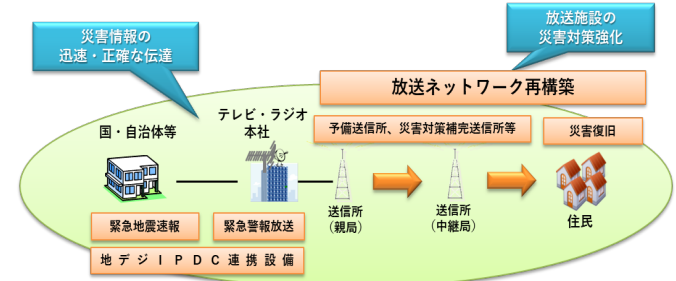 災害情報の
迅速・正確な伝達
放送施設の
災害対策強化
放送ネットワーク再構築
国・自治体等
テレビ・ラジオ
本社
予備送信所、災害対策補完送信所等
災害復旧
送信所
（親局）
送信所
（中継局）
住民
緊急地震速報
緊急警報放送
地デジＩＰＤＣ連携設備